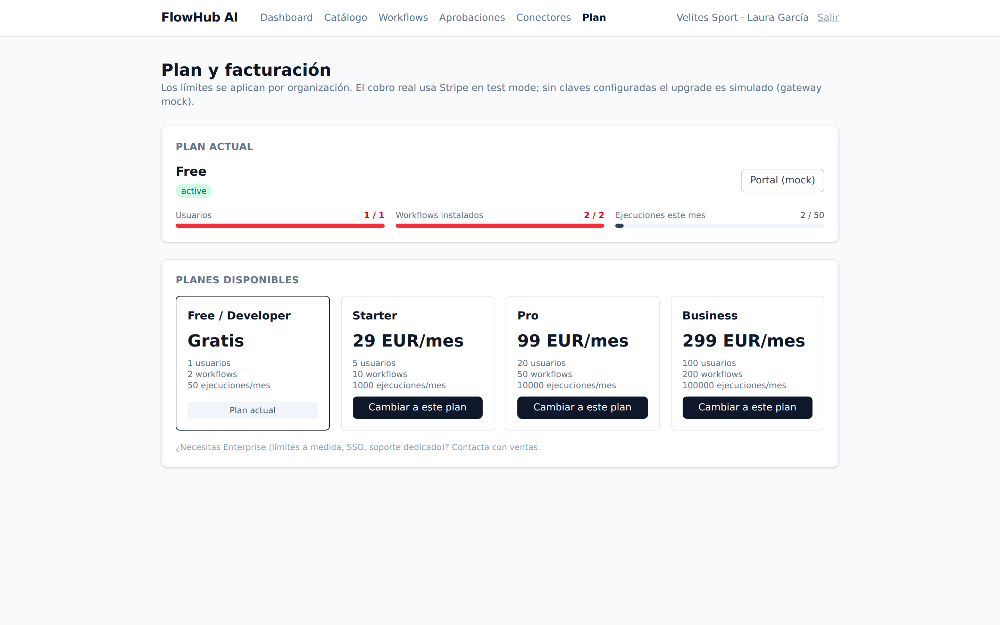 FlowHub AI Dashboard Catálogo Workflows Aprobaciones Conectores Plan Velites Sport · Laura García Salir
Plan y facturación
Los límites se aplican por organización. El cobro real usa Stripe en test mode; sin claves configuradas el upgrade es simulado (gateway
mock).
PLAN ACTUAL
Free
active
Portal (mock)
Usuarios 1 / 1
Workflows instalados 2 / 2
Ejecuciones este mes 2 / 50
PLANES DISPONIBLES
Free / Developer
Gratis
1 usuarios
2 workflows
50 ejecuciones/mes
Plan actual
Starter
29 EUR/mes
5 usuarios
10 workflows
1000 ejecuciones/mes
Cambiar a este plan
Pro
99 EUR/mes
20 usuarios
50 workflows
10000 ejecuciones/mes
Cambiar a este plan
Business
299 EUR/mes
100 usuarios
200 workflows
100000 ejecuciones/mes
Cambiar a este plan
¿Necesitas Enterprise (límites a medida, SSO, soporte dedicado)? Contacta con ventas.